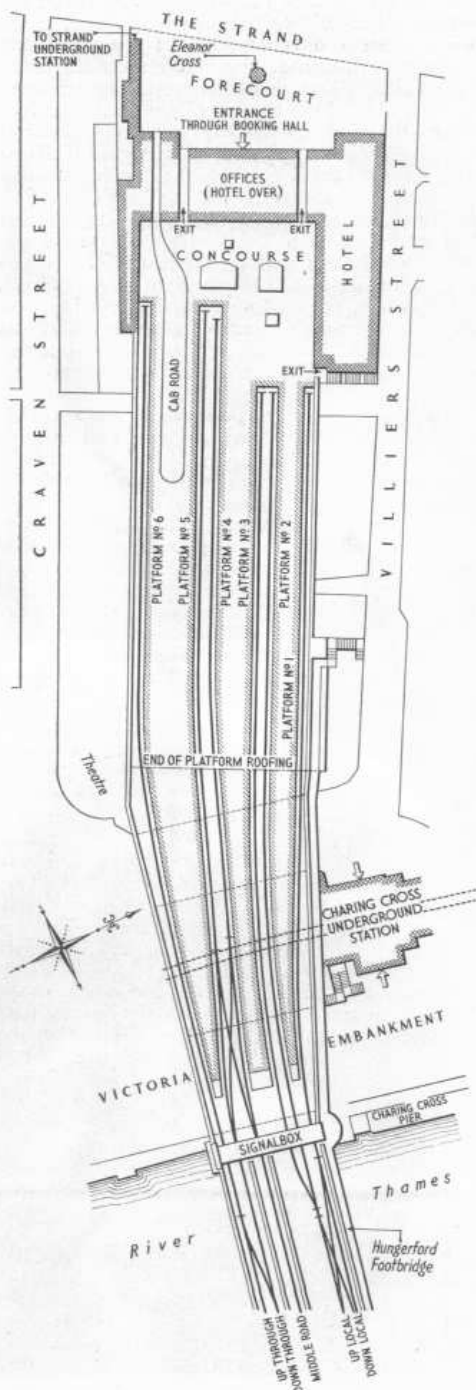 THE STRAND
TO STRAND
UNDERGROUND
STATION
Eleanor
Cross
FORECOURT
ENTRANCE
THROUGH BOOKING HALL
OFFICES
(HOTEL OVER)
EXIT
EXIT
CONCOURSE
HOTEL
CRAVEN STREET
VILLIERS STREET
CAB ROAD
EXIT
PLATFORM Nº 6
PLATFORM Nº 5
PLATFORM Nº 4
PLATFORM Nº 3
PLATFORM Nº 2
PLATFORM Nº 1
END OF PLATFORM ROOFING
Theatre
CHARING CROSS
UNDERGROUND
STATION
VICTORIA EMBANKMENT
CHARING CROSS
PIER
SIGNALBOX
River Thames
Hungerford
Footbridge
UP THROUGH
DOWN THROUGH
MIDDLE ROAD
UP LOCAL
DOWN LOCAL